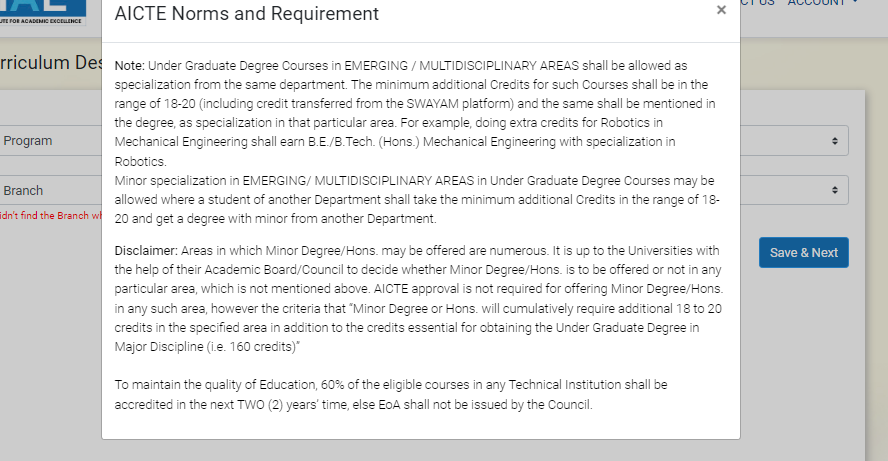 UTE FOR ACADEMIC EXCELLENCE
ACCOUNT
AICTE Norms and Requirement
×
Note: Under Graduate Degree Courses in EMERGING / MULTIDISCIPLINARY AREAS shall be allowed as
specialization from the same department. The minimum additional Credits for such Courses shall be in the
range of 18-20 (including credit transferred from the SWAYAM platform) and the same shall be mentioned in
the degree, as specialization in that particular area. For example, doing extra credits for Robotics in
Mechanical Engineering shall earn B.E./B.Tech. (Hons.) Mechanical Engineering with specialization in
Robotics.
Minor specialization in EMERGING/ MULTIDISCIPLINARY AREAS in Under Graduate Degree Courses may be
allowed where a student of another Department shall take the minimum additional Credits in the range of 18-
20 and get a degree with minor from another Department.
Disclaimer: Areas in which Minor Degree/Hons. may be offered are numerous. It is up to the Universities with
the help of their Academic Board/Council to decide whether Minor Degree/Hons. is to be offered or not in any
particular area, which is not mentioned above. AICTE approval is not required for offering Minor Degree/Hons.
in any such area, however the criteria that “Minor Degree or Hons. will cumulatively require additional 18 to 20
credits in the specified area in addition to the credits essential for obtaining the Under Graduate Degree in
Major Discipline (i.e. 160 credits)”
To maintain the quality of Education, 60% of the eligible courses in any Technical Institution shall be
accredited in the next TWO (2) years’ time, else EoA shall not be issued by the Council.
rriculum Des
Program
Branch
idn't find the Branch wh
Save & Next